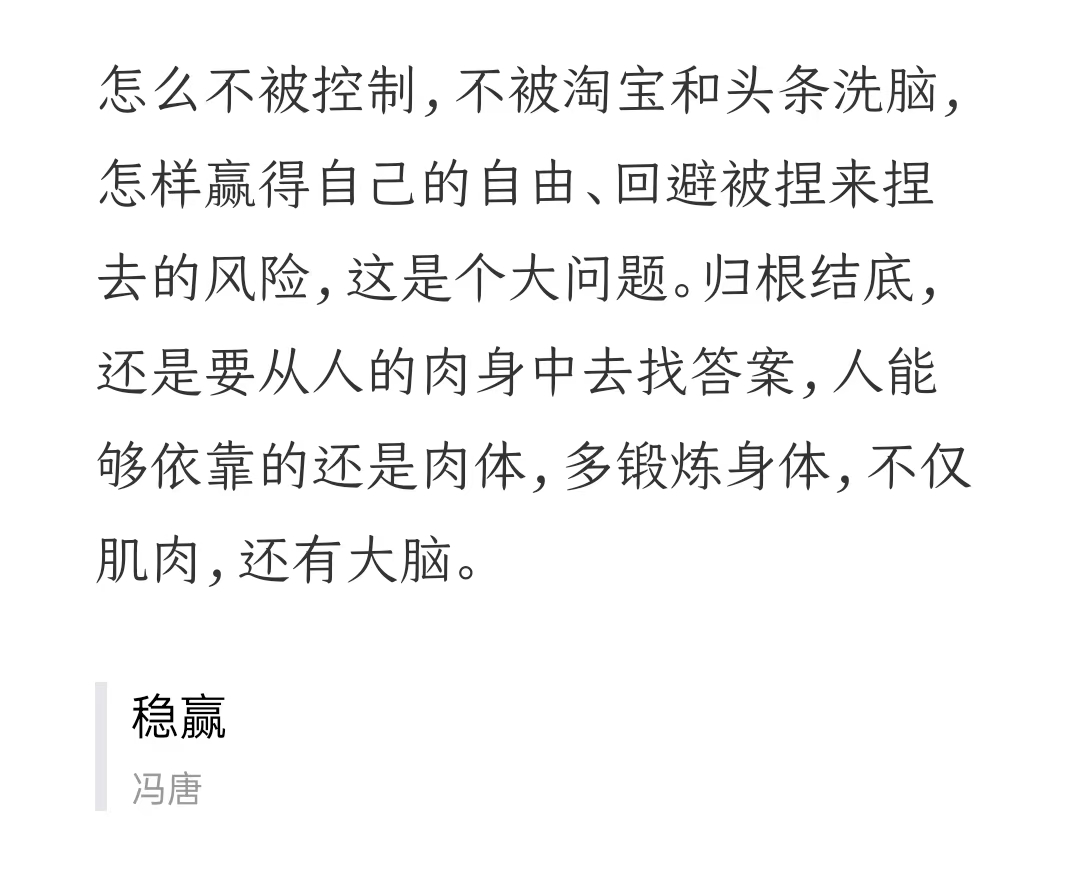 怎么不被控制，不被淘宝和头条洗脑，
怎样赢得自己的自由、回避被捏来捏
去的风险，这是个大问题。归根结底，
还是要从人的肉身中去找答案，人能
够依靠的还是肉体，多锻炼身体，不仅
肌肉，还有大脑。
稳赢
冯唐